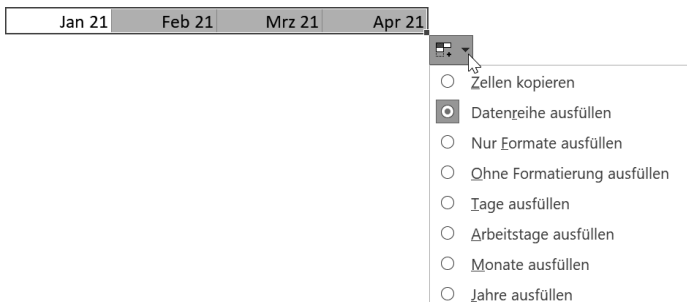 Jan 21 Feb 21 Mrz 21 Apr 21
Zellen kopieren
Datenreihe ausfüllen
Nur Formate ausfüllen
Ohne Formatierung ausfüllen
Tage ausfüllen
Arbeitstage ausfüllen
Monate ausfüllen
Jahre ausfüllen